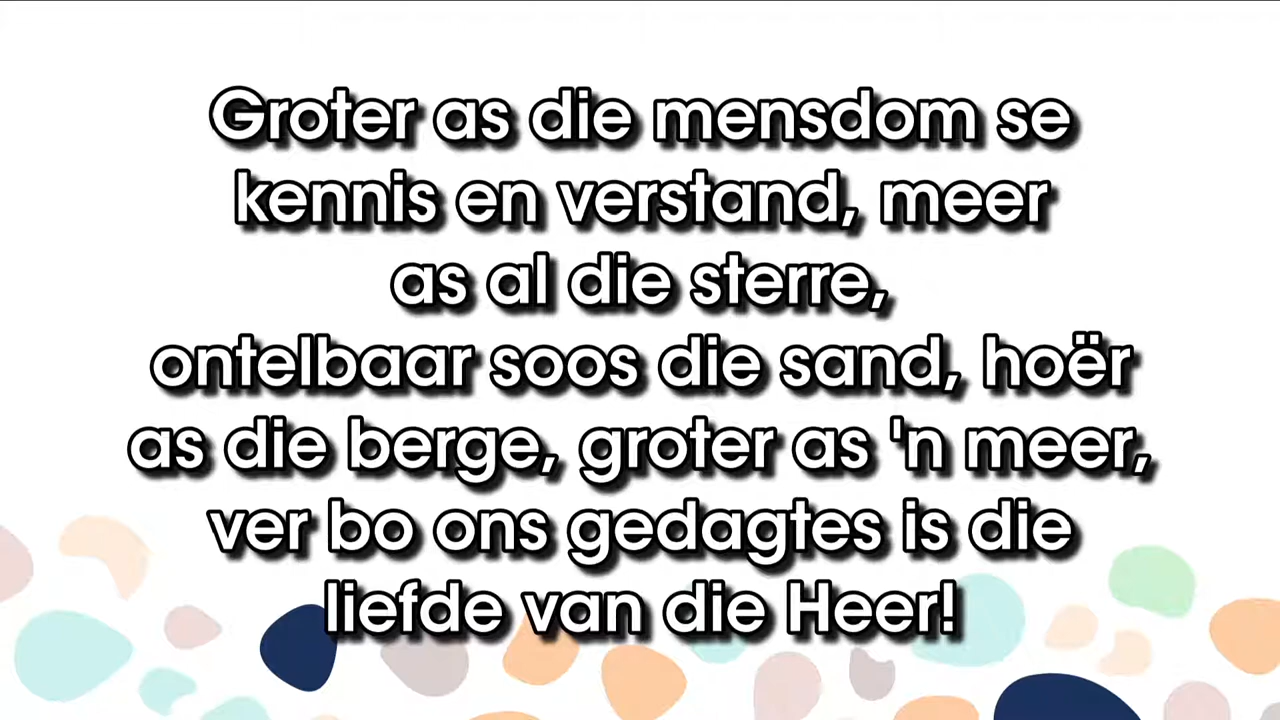 Groter as die mensdom se
kennis en verstand, meer
as al die sterre,
ontelbaar soos die sand, hoër
as die berge, groter as 'n meer,
ver bo ons gedagtes is die
liefde van die Heer!